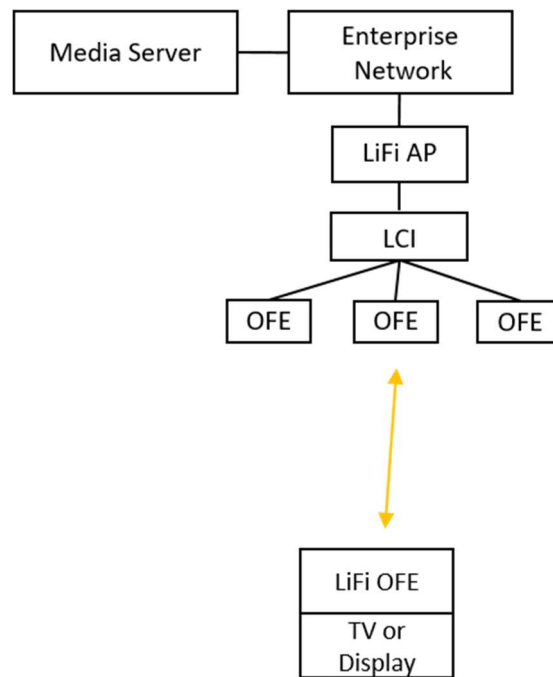 Media Server
Enterprise
Network
LiFi AP
LCI
OFE
OFE
OFE
LiFi OFE
TV or
Display